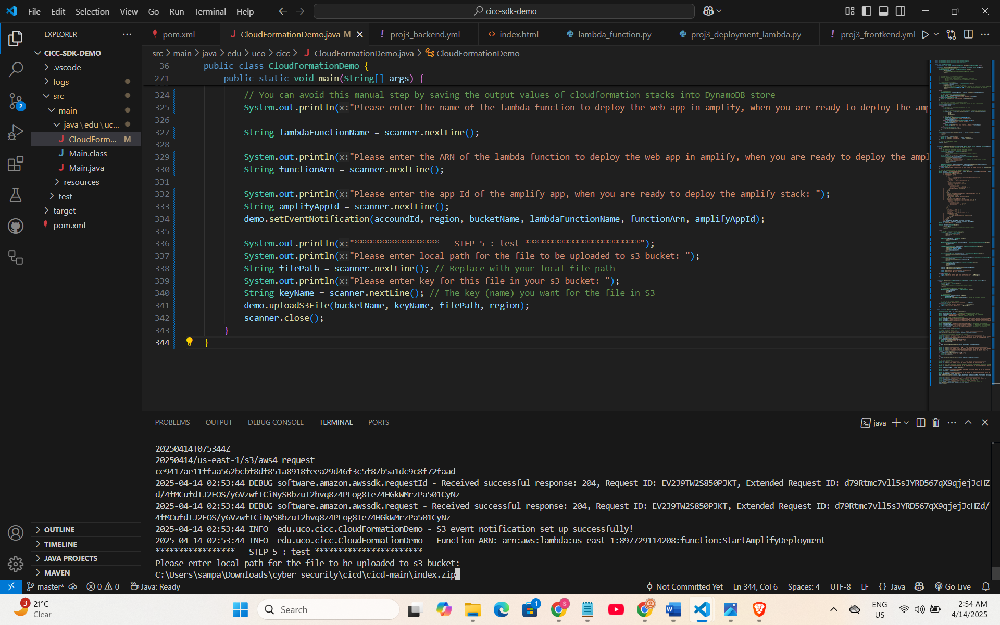 File Edit Selection View Go Run Terminal Help
cicc-sdk-demo
EXPLORER
pom.xml
CloudFormationDemo.java M
proj3_backend.yml
index.html
lambda_function.py
proj3_deployment_lambda.py
proj3_frontkend.yml
CICC-SDK-DEMO
.vscode
logs
src
main
java\edu\uc...
CloudForm... M
Main.class
Main.java
resources
test
target
pom.xml
OUTLINE
TIMELINE
JAVA PROJECTS
MAVEN
src > main > java > edu > uco > cicc > CloudFormationDemo.java > CloudFormationDemo
36 public class CloudFormationDemo {
271 public static void main(String[] args) {
324 // You can avoid this manual step by saving the output values of cloudformation stacks into DynamoDB store
325 System.out.println(x:"Please enter the name of the lambda function to deploy the web app in amplify, when you are ready to deploy the am
326
327 String lambdaFunctionName = scanner.nextLine();
328
329 System.out.println(x:"Please enter the ARN of the lambda function to deploy the web app in amplify, when you are ready to deploy the ampl
330 String functionArn = scanner.nextLine();
331
332 System.out.println(x:"Please enter the app Id of the amplify app, when you are ready to deploy the amplify stack: ");
333 String amplifyAppId = scanner.nextLine();
334 demo.setEventNotification(accoundId, region, bucketName, lambdaFunctionName, functionArn, amplifyAppId);
335
336 System.out.println(x:"***************** STEP 5 : test ***********************");
337 System.out.println(x:"Please enter local path for the file to be uploaded to s3 bucket: ");
338 String filePath = scanner.nextLine(); // Replace with your local file path
339 System.out.println(x:"Please enter key for this file in your s3 bucket: ");
340 String keyName = scanner.nextLine(); // The key (name) you want for the file in S3
341 demo.uploadS3File(bucketName, keyName, filePath, region);
342 scanner.close();
343 }
344 }
PROBLEMS OUTPUT DEBUG CONSOLE TERMINAL PORTS
java
20250414T075344Z
20250414/us-east-1/s3/aws4_request
ce9417ae11ffaa562bcbf8df851a8918feea29d46f3c5f87b5a1dc9c8f72faad
2025-04-14 02:53:44 DEBUG software.amazon.awssdk.requestId - Received successful response: 204, Request ID: EV2J9TW2S850PJKT, Extended Request ID: d79Rtmc7vll5sJYRD567qX9qjejJcHZ
d/4fMCufdIJ2FOS/y6VzwfICiNySBbzuT2hvq8z4PLog8Ie74HGkWMrzPa501CyNz
2025-04-14 02:53:44 DEBUG software.amazon.awssdk.request - Received successful response: 204, Request ID: EV2J9TW2S850PJKT, Extended Request ID: d79Rtmc7vll5sJYRD567qX9qjejJcHZd/
4fMCufdIJ2FOS/y6VzwfICiNySBbzuT2hvq8z4PLog8Ie74HGkWMrzPa501CyNz
2025-04-14 02:53:44 INFO edu.uco.cicc.CloudFormationDemo - S3 event notification set up successfully!
2025-04-14 02:53:44 INFO edu.uco.cicc.CloudFormationDemo - Function ARN: arn:aws:lambda:us-east-1:897729114208:function:StartAmplifyDeployment
***************** STEP 5 : test ***********************
Please enter local path for the file to be uploaded to s3 bucket:
C:\Users\sampa\Downloads\cyber security\cicd\cicd-main\index.zip
master* 0 0 Java: Ready
Not Committed Yet Ln 344, Col 6 Spaces: 4 UTF-8 LF {} Java Go Live
3 21°C
Clear
Search
ENG
US
2:54 AM
4/14/2025